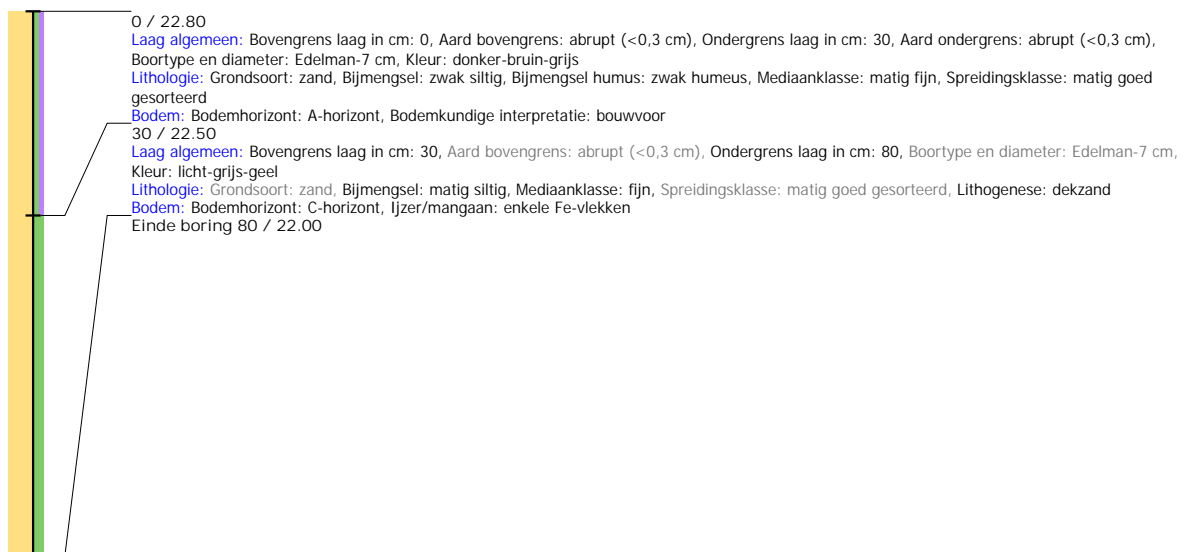 0 / 22.80
Laag algemeen: Bovengrens laag in cm: 0, Aard bovengrens: abrupt (<0,3 cm), Ondergrens laag in cm: 30, Aard ondergrens: abrupt (<0,3 cm),
Boortype en diameter: Edelman-7 cm, Kleur: donker-bruin-grijs
Lithologie: Grondsoort: zand, Bijmengsel: zwak siltig, Bijmengsel humus: zwak humeus, Mediaanklasse: matig fijn, Spreidingsklasse: matig goed
gesorteerd
Bodem: Bodemhorizont: A-horizont, Bodemkundige interpretatie: bouwvoor
30 / 22.50
Laag algemeen: Bovengrens laag in cm: 30, Aard bovengrens: abrupt (<0,3 cm), Ondergrens laag in cm: 80, Boortype en diameter: Edelman-7 cm,
Kleur: licht-grijs-geel
Lithologie: Grondsoort: zand, Bijmengsel: matig siltig, Mediaanklasse: fijn, Spreidingsklasse: matig goed gesorteerd, Lithogenese: dekzand
Bodem: Bodemhorizont: C-horizont, Ijzer/mangaan: enkele Fe-vlekken
Einde boring 80 / 22.00